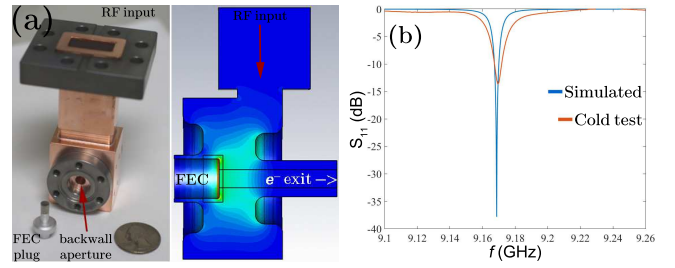 (a)
RF input
FEC
plug
backwall
aperture
RF input
FEC
e⁻ exit −>
(b)
0
-5
-10
-15
-20
-25
-30
-35
-40
S11 (dB)
Simulated
Cold test
9.1
9.12
9.14
9.16
9.18
9.2
9.22
9.24
9.26
f (GHz)